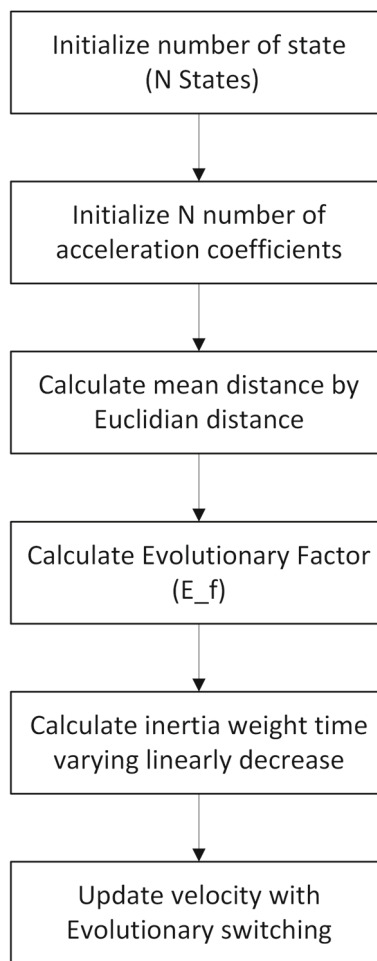 Initialize number of state
(N States)
Initialize N number of
acceleration coefficients
Calculate mean distance by
Euclidian distance
Calculate Evolutionary Factor
(E_f)
Calculate inertia weight time
varying linearly decrease
Update velocity with
Evolutionary switching